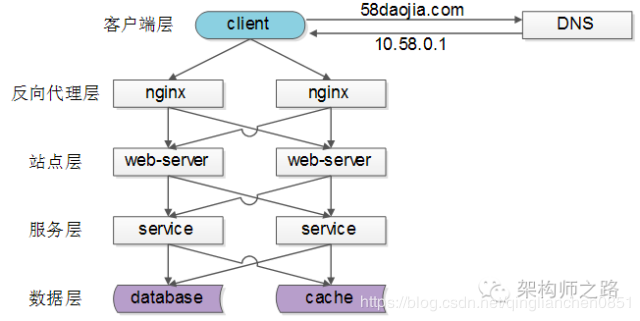 客户端层 client 58daojia.com DNS
10.58.0.1
反向代理层 nginx nginx
站点层 web-server web-server
服务层 service service
数据层 database cache
架构师之路
https://blog.csdn.net/qinglianchen0851